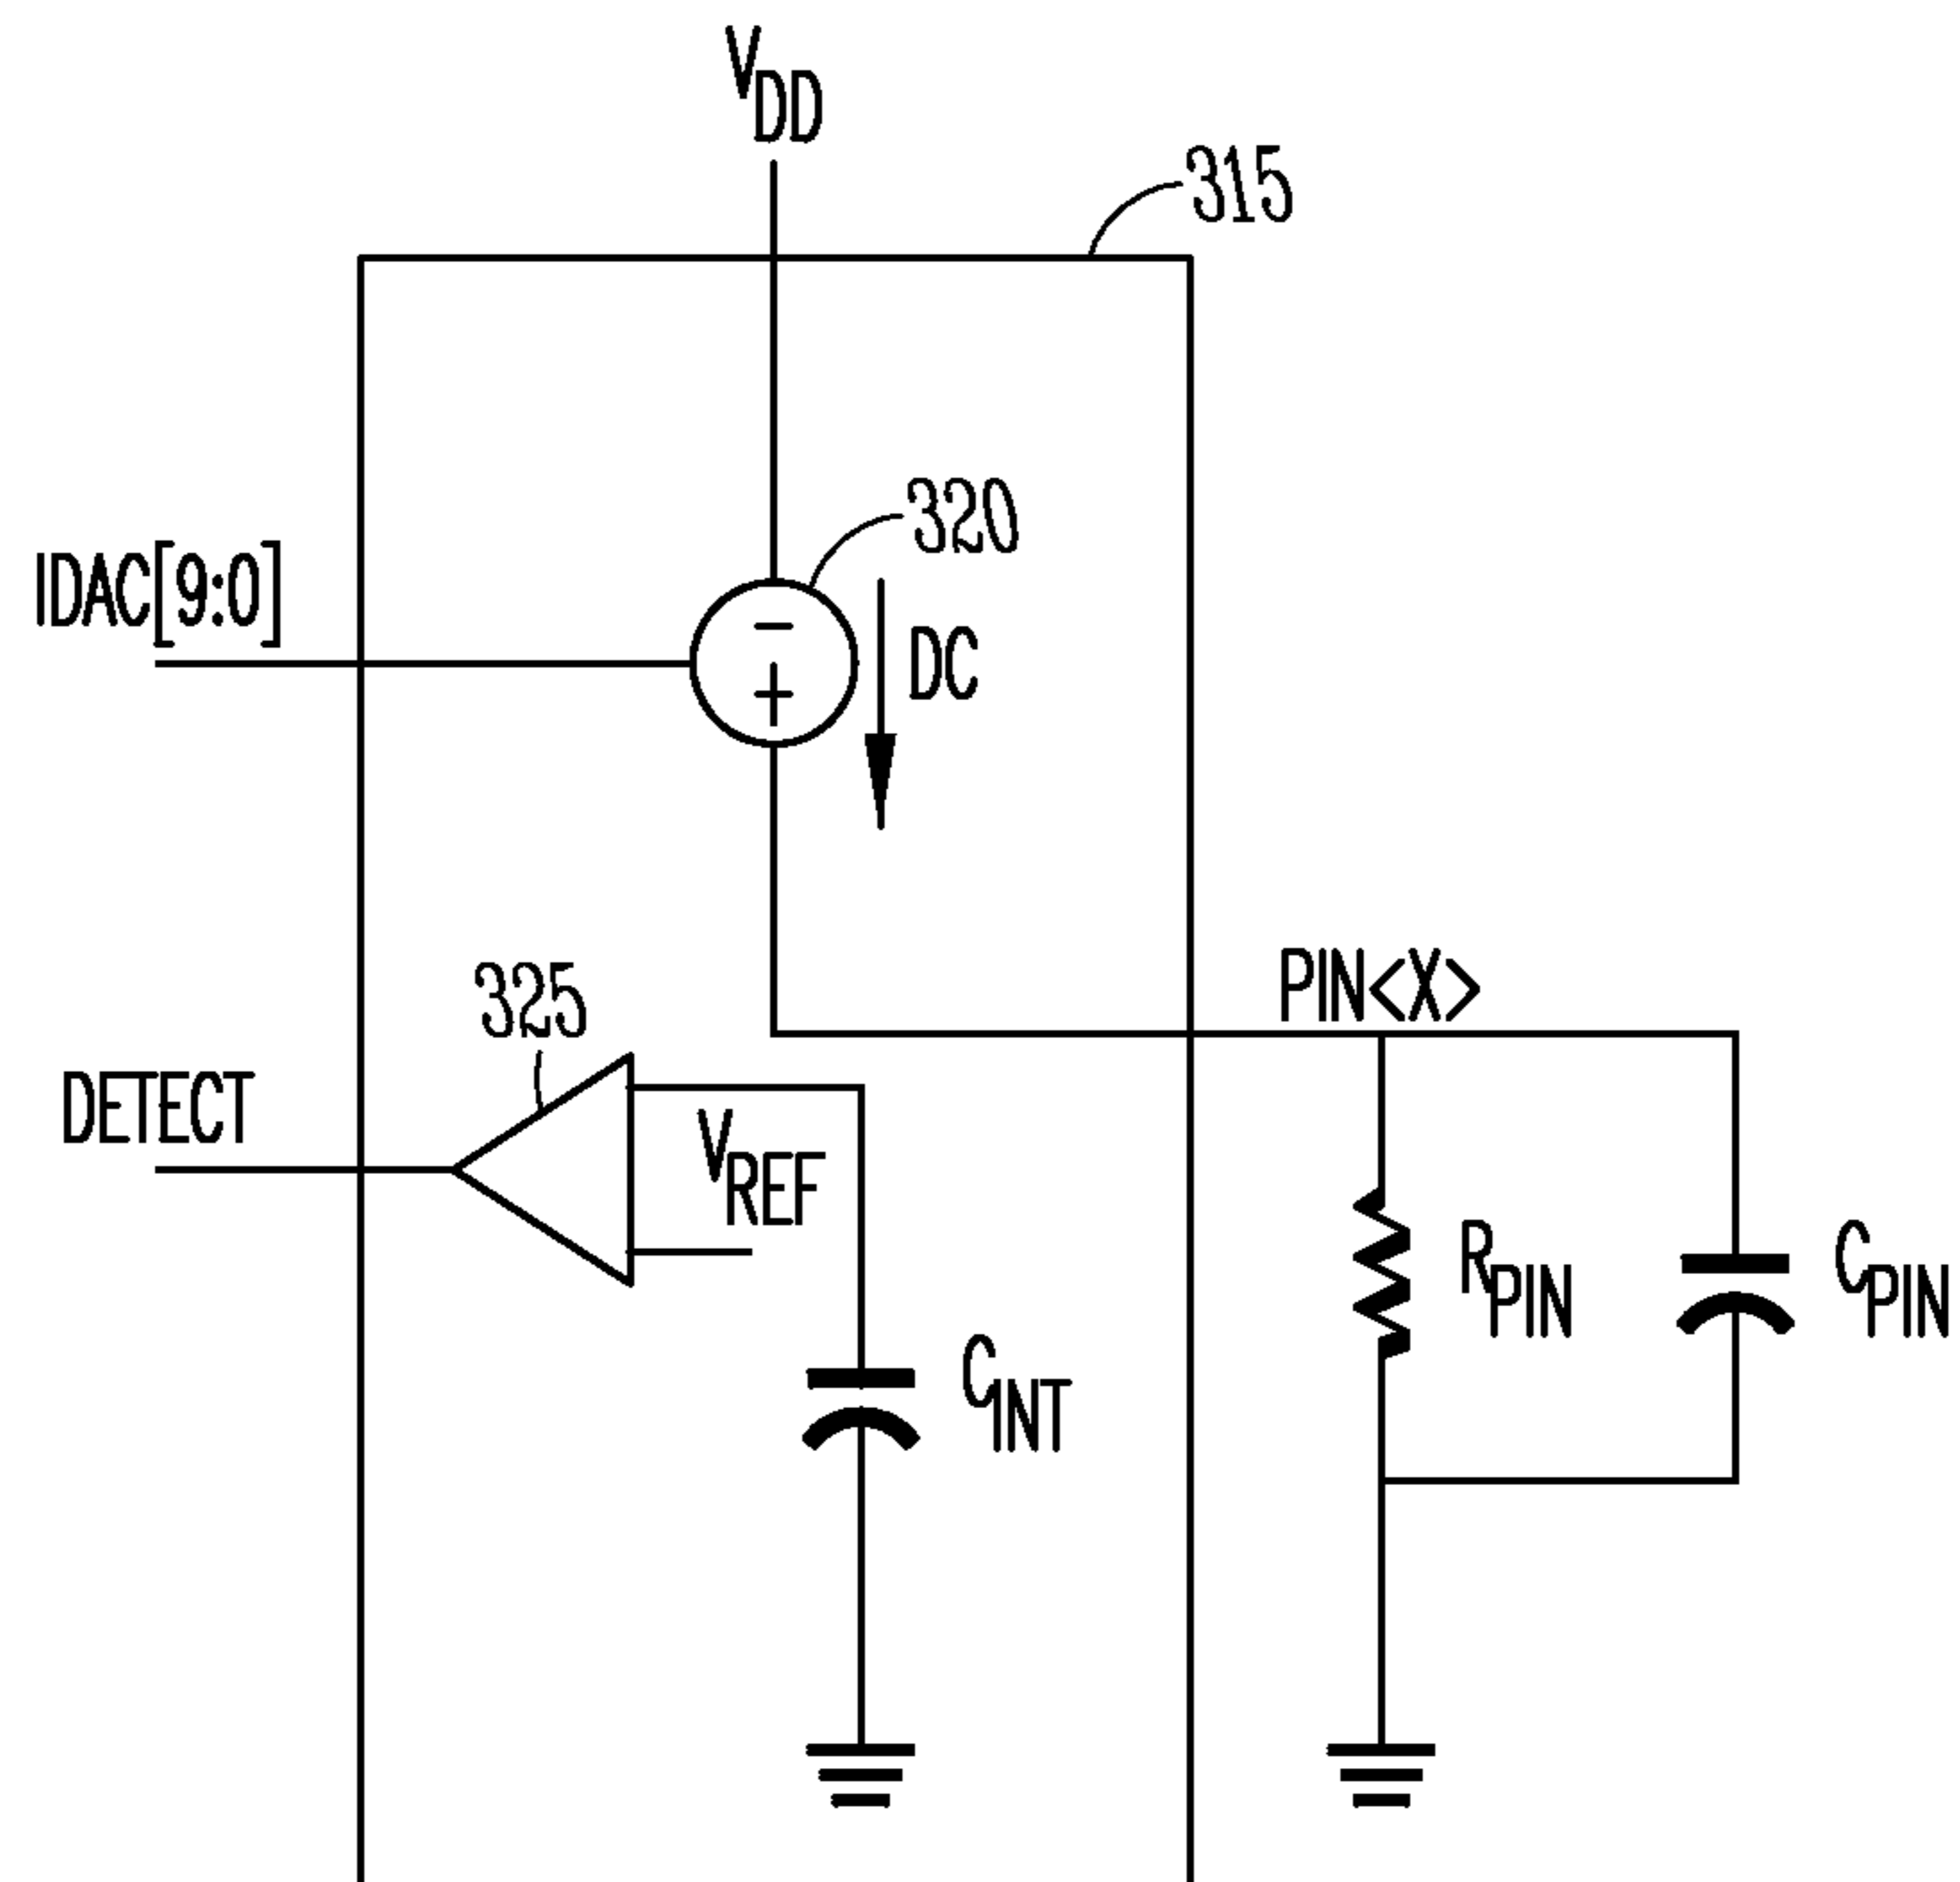 VDD
315
320
IDAC[9:0]
DC
-
+
325
PIN<X>
DETECT
VREF
RPIN
CPIN
CINT